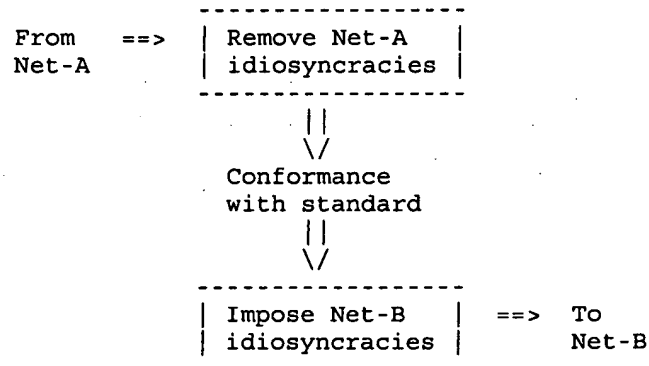 ------------------
From ==> | Remove Net-A |
Net-A | idiosyncracies |
------------------
||
\/
Conformance
with standard
||
\/
------------------
| Impose Net-B | ==> To
| idiosyncracies | Net-B